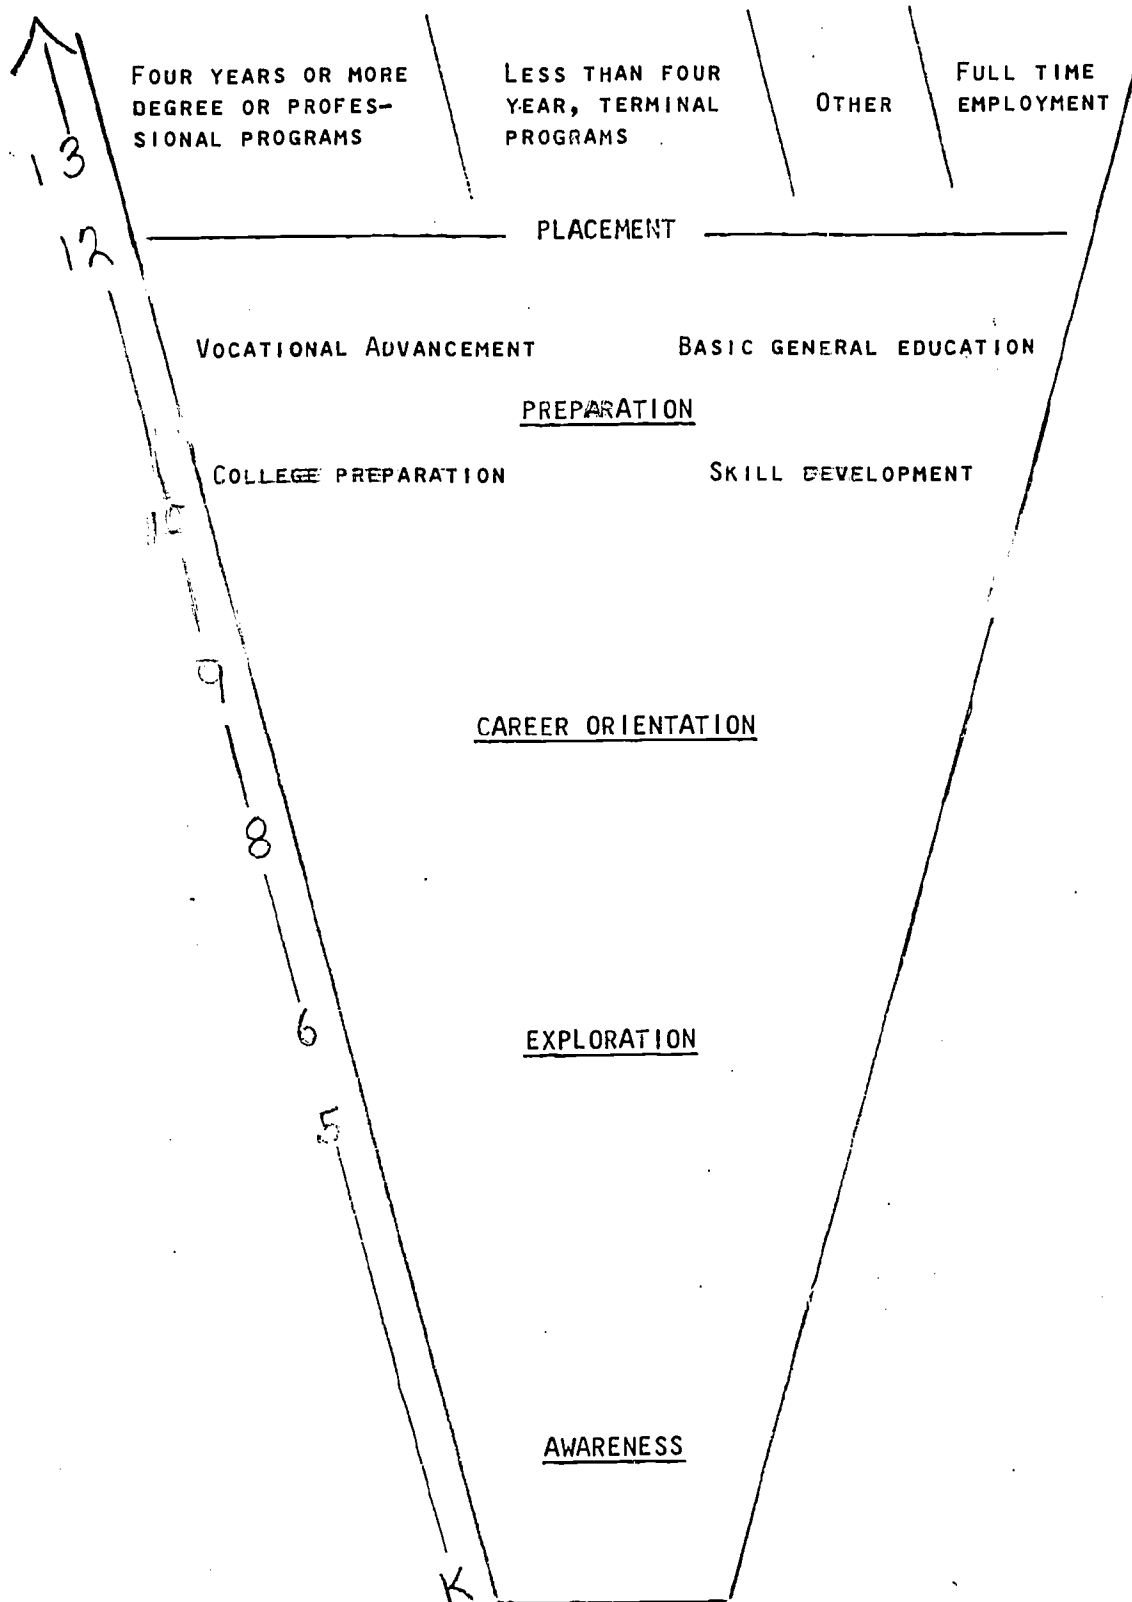 FOUR YEARS OR MORE
DEGREE OR PROFES-
SIONAL PROGRAMS
LESS THAN FOUR
YEAR, TERMINAL
PROGRAMS
OTHER
FULL TIME
EMPLOYMENT
13
12
PLACEMENT
VOCATIONAL ADVANCEMENT
BASIC GENERAL EDUCATION
PREPARATION
COLLEGE PREPARATION
SKILL DEVELOPMENT
10
9
CAREER ORIENTATION
8
6
EXPLORATION
5
AWARENESS
K